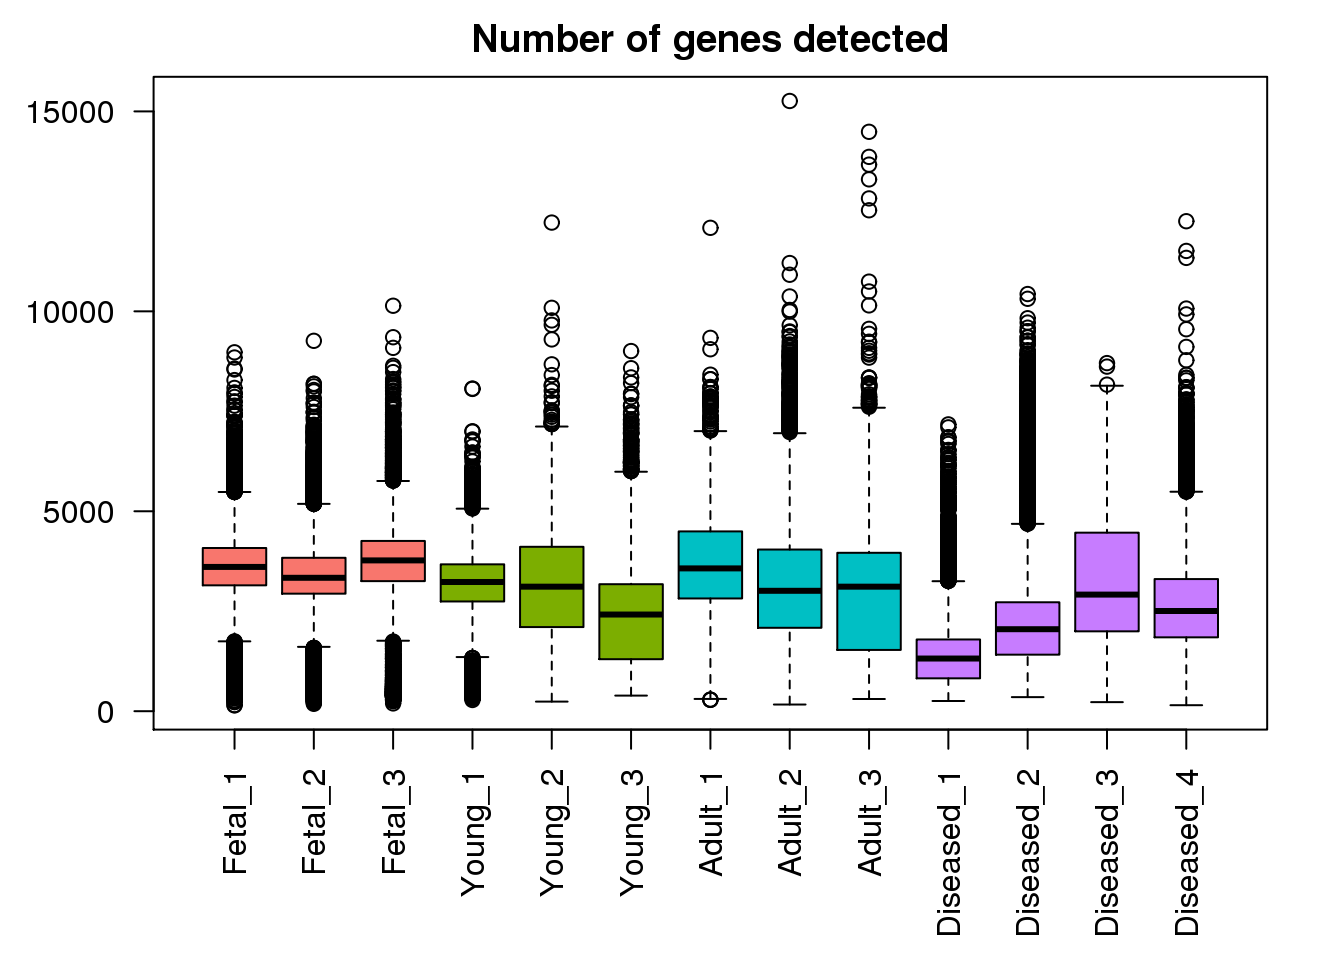 Number of genes detected
15000
10000
5000
0
Fetal_1
Fetal_2
Fetal_3
Young_1
Young_2
Young_3
Adult_1
Adult_2
Adult_3
Diseased_1
Diseased_2
Diseased_3
Diseased_4